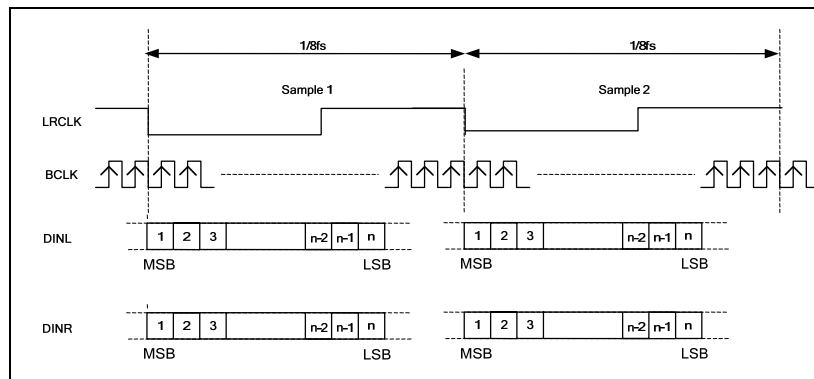 1/8fs 1/8fs
Sample 1 Sample 2
LRCLK
BCLK
DINL 1 2 3 n-2 n-1 n 1 2 3 n-2 n-1 n
MSB LSB MSB LSB
DINR 1 2 3 n-2 n-1 n 1 2 3 n-2 n-1 n
MSB LSB MSB LSB